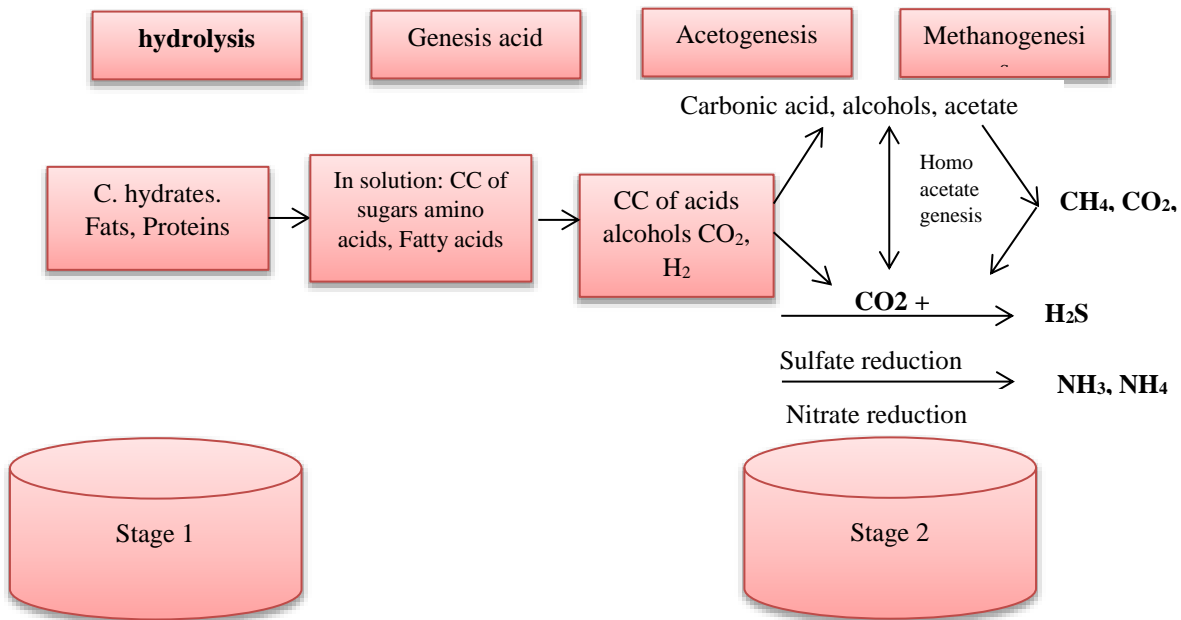 hydrolysis
Genesis acid
Acetogenesis
Methanogenesi
Carbonic acid, alcohols, acetate
C. hydrates.
Fats, Proteins
In solution: CC of
sugars amino
acids, Fatty acids
CC of acids
alcohols CO₂,
H₂
Homo
acetate
genesis
CH₄, CO₂,
CO2 +
H₂S
Sulfate reduction
NH₃, NH₄
Nitrate reduction
Stage 1
Stage 2